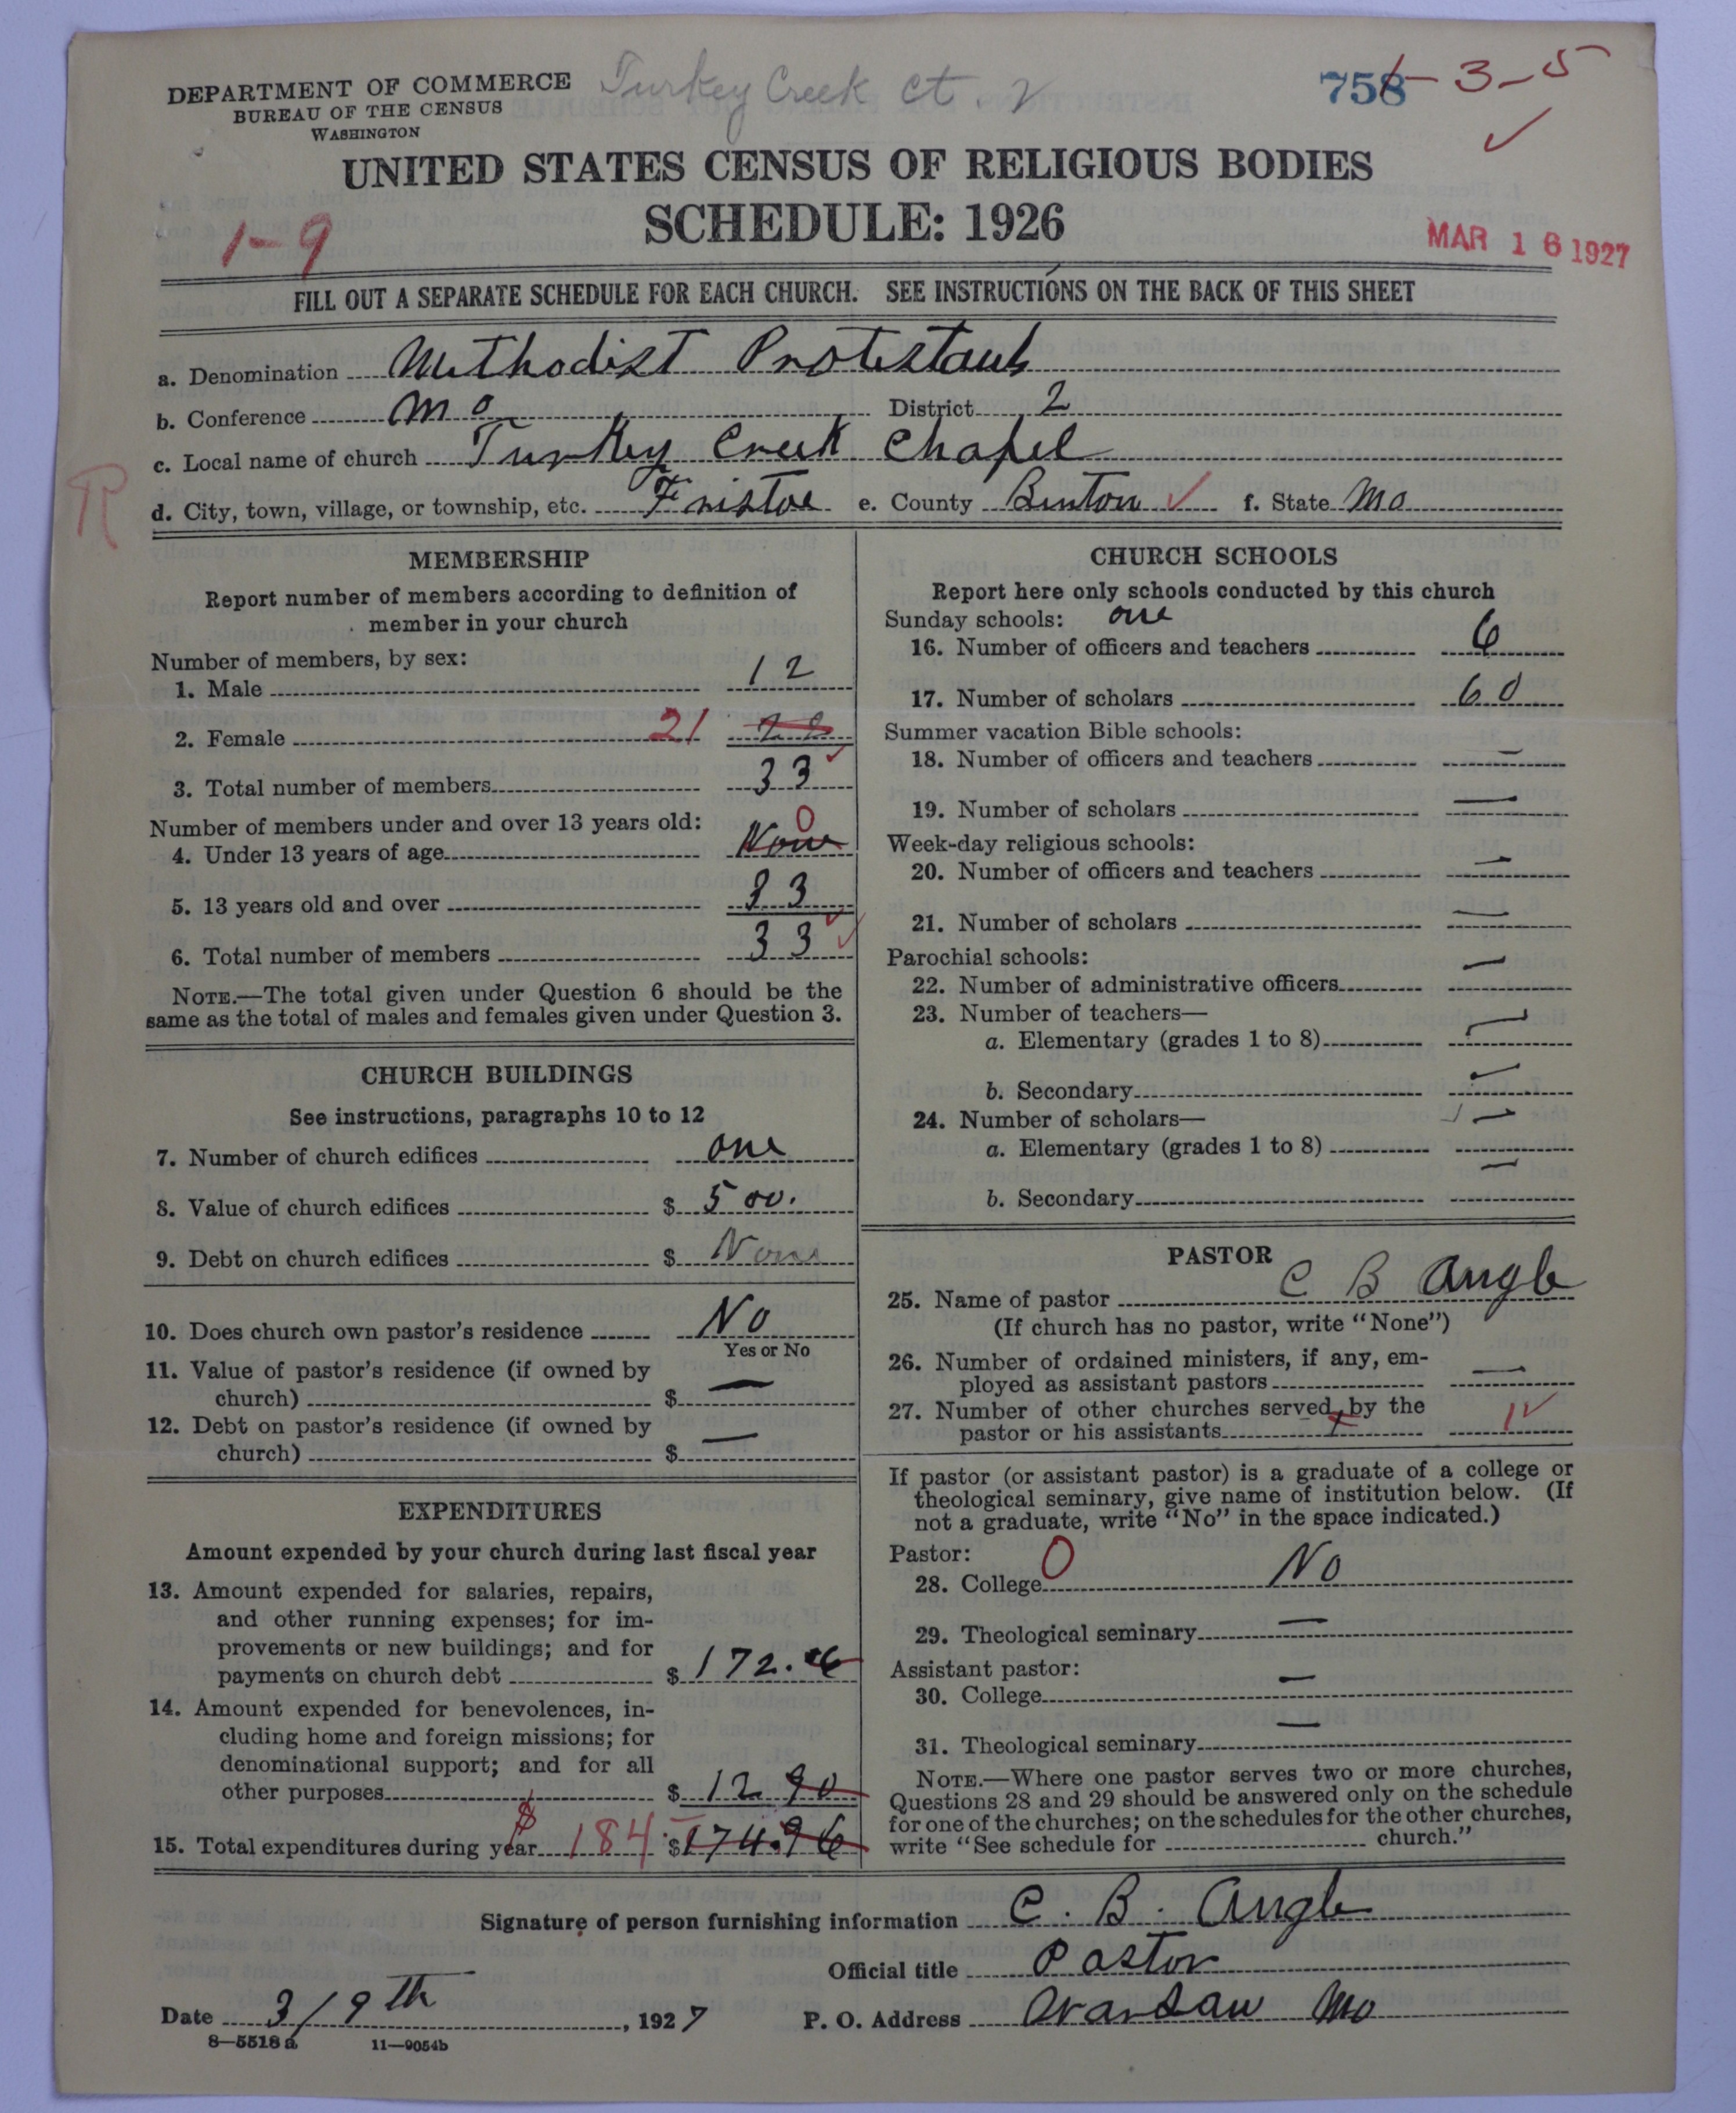 DEPARTMENT OF COMMERCE
BUREAU OF THE CENSUS
WASHINGTON
Turkey Creek Ct. 2
758
1-3-5
UNITED STATES CENSUS OF RELIGIOUS BODIES
SCHEDULE: 1926
1-9
MAR 16 1927
FILL OUT A SEPARATE SCHEDULE FOR EACH CHURCH. SEE INSTRUCTIONS ON THE BACK OF THIS SHEET
a. Denomination Methodist Protestant
b. Conference Mo District 2
c. Local name of church Turkey Creek Chapel
R
d. City, town, village, or township, etc. Fristoe e. County Benton ✓ f. State Mo
MEMBERSHIP
Report number of members according to definition of
member in your church
Number of members, by sex:
1. Male 12
2. Female 21
3. Total number of members 33
Number of members under and over 13 years old:
4. Under 13 years of age None 0
5. 13 years old and over 33
6. Total number of members 33
NOTE.—The total given under Question 6 should be the
same as the total of males and females given under Question 3.
CHURCH BUILDINGS
See instructions, paragraphs 10 to 12
7. Number of church edifices one
8. Value of church edifices $ 500.
9. Debt on church edifices $ None
10. Does church own pastor's residence No
Yes or No
11. Value of pastor's residence (if owned by
church) $ —
12. Debt on pastor's residence (if owned by
church) $ —
EXPENDITURES
Amount expended by your church during last fiscal year
13. Amount expended for salaries, repairs,
and other running expenses; for im-
provements or new buildings; and for
payments on church debt $ 172.06
14. Amount expended for benevolences, in-
cluding home and foreign missions; for
denominational support; and for all
other purposes $ 12 90
15. Total expenditures during year $ 184 $174.96
CHURCH SCHOOLS
Report here only schools conducted by this church
Sunday schools: one
16. Number of officers and teachers 6
17. Number of scholars 60
Summer vacation Bible schools:
18. Number of officers and teachers —
19. Number of scholars —
Week-day religious schools:
20. Number of officers and teachers —
21. Number of scholars —
Parochial schools:
22. Number of administrative officers —
23. Number of teachers—
a. Elementary (grades 1 to 8) —
b. Secondary —
24. Number of scholars—
a. Elementary (grades 1 to 8) —
b. Secondary —
PASTOR
25. Name of pastor C B Angle
(If church has no pastor, write "None")
26. Number of ordained ministers, if any, em-
ployed as assistant pastors —
27. Number of other churches served by the
pastor or his assistants 1 ✓
If pastor (or assistant pastor) is a graduate of a college or
theological seminary, give name of institution below. (If
not a graduate, write "No" in the space indicated.)
Pastor:
28. College 0 No
29. Theological seminary —
Assistant pastor:
30. College —
31. Theological seminary —
NOTE.—Where one pastor serves two or more churches,
Questions 28 and 29 should be answered only on the schedule
for one of the churches; on the schedules for the other churches,
write "See schedule for church."
Signature of person furnishing information C. B. Angle
Official title Pastor
Date 3/9th, 1927 P. O. Address Warsaw Mo
8—5518 a 11—9054b